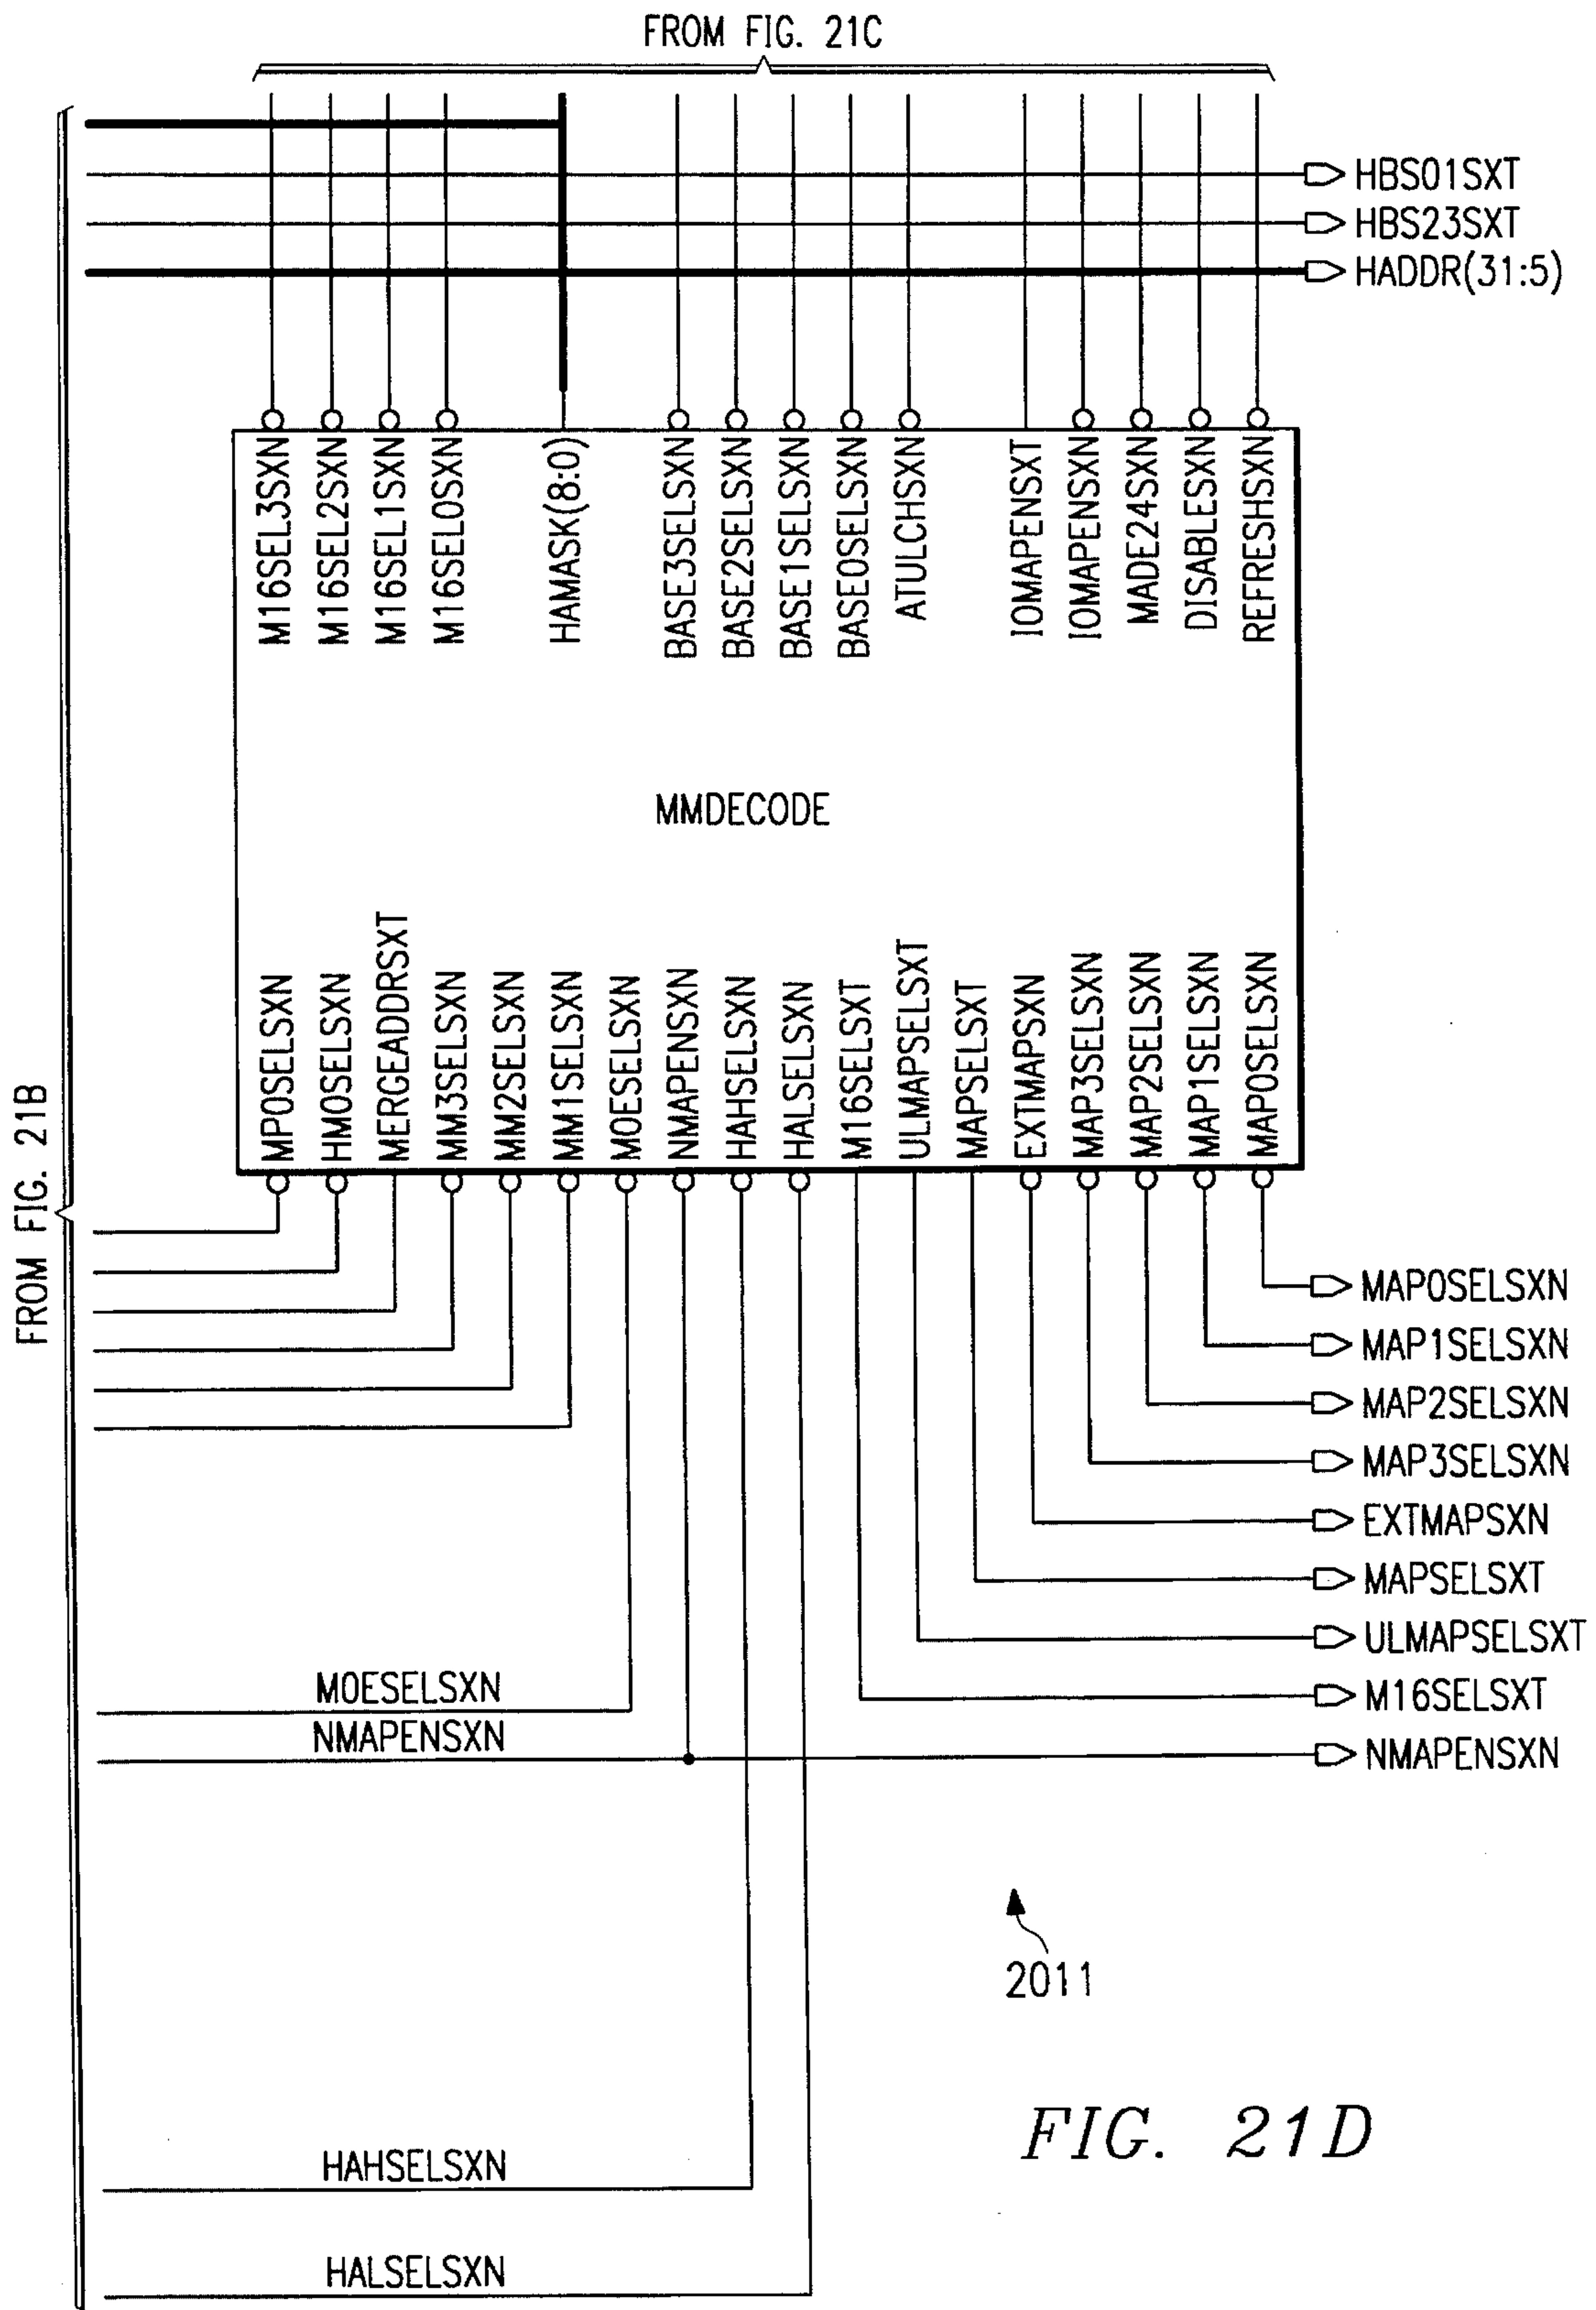 FROM FIG. 21C
HBS01SXT
HBS23SXT
HADDR(31:5)
M16SEL3SXN
M16SEL2SXN
M16SEL1SXN
M16SEL0SXN
HAMASK(8:0)
BASE3SELSXN
BASE2SELSXN
BASE1SELSXN
BASE0SELSXN
ATULCHSXN
IOMAPENSXT
IOMAPENSXN
MADE24SXN
DISABLESXN
REFRESHSXN
MMDECODE
MP0SELSXN
HM0SELSXN
MERGEADDRSXT
MM3SELSXN
MM2SELSXN
MM1SELSXN
MOESELSXN
NMAPENSXN
HAHSELSXN
HALSELSXN
M16SELSXT
ULMAPSELSXT
MAPSELSXT
EXTMAPSXN
MAP3SELSXN
MAP2SELSXN
MAP1SELSXN
MAP0SELSXN
FROM FIG. 21B
MAP0SELSXN
MAP1SELSXN
MAP2SELSXN
MAP3SELSXN
EXTMAPSXN
MAPSELSXT
ULMAPSELSXT
MOESELSXN
M16SELSXT
NMAPENSXN
NMAPENSXN
2011
HAHSELSXN
HALSELSXN
FIG. 21D